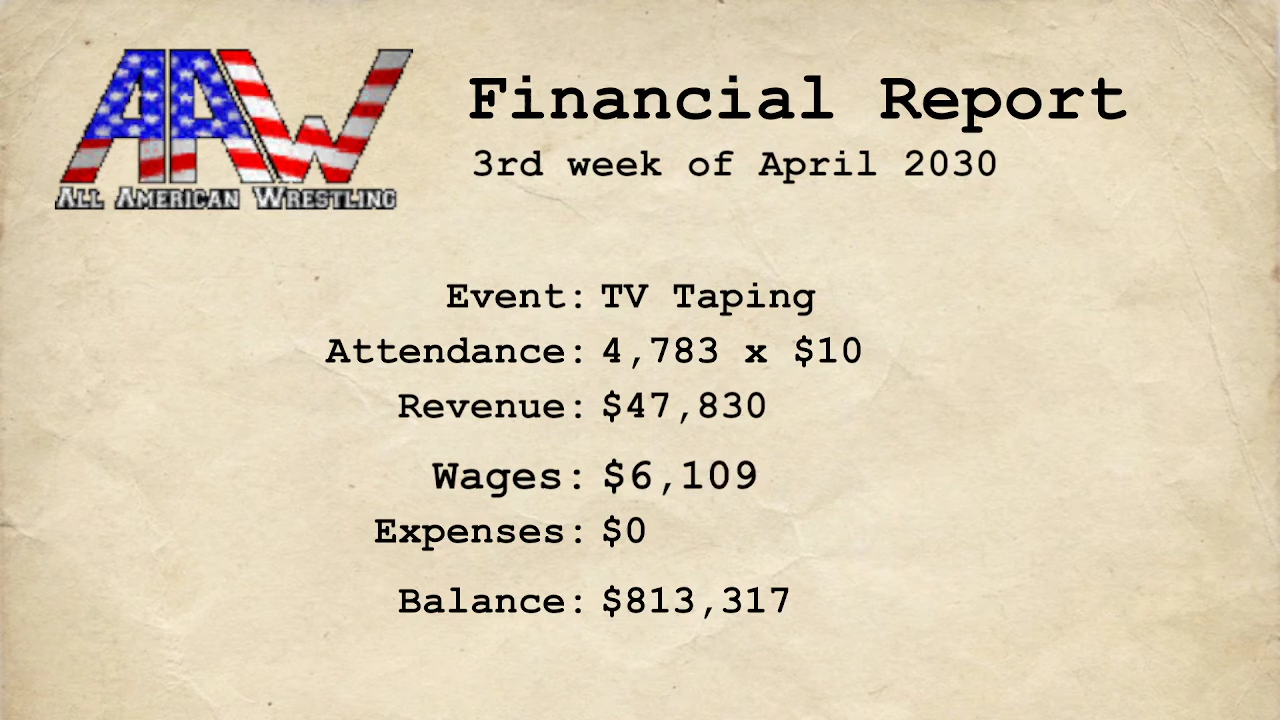 AAW
ALL AMERICAN WRESTLING
Financial Report
3rd week of April 2030
Event: TV Taping
Attendance: 4,783 x $10
Revenue: $47,830
Wages: $6,109
Expenses: $0
Balance: $813,317